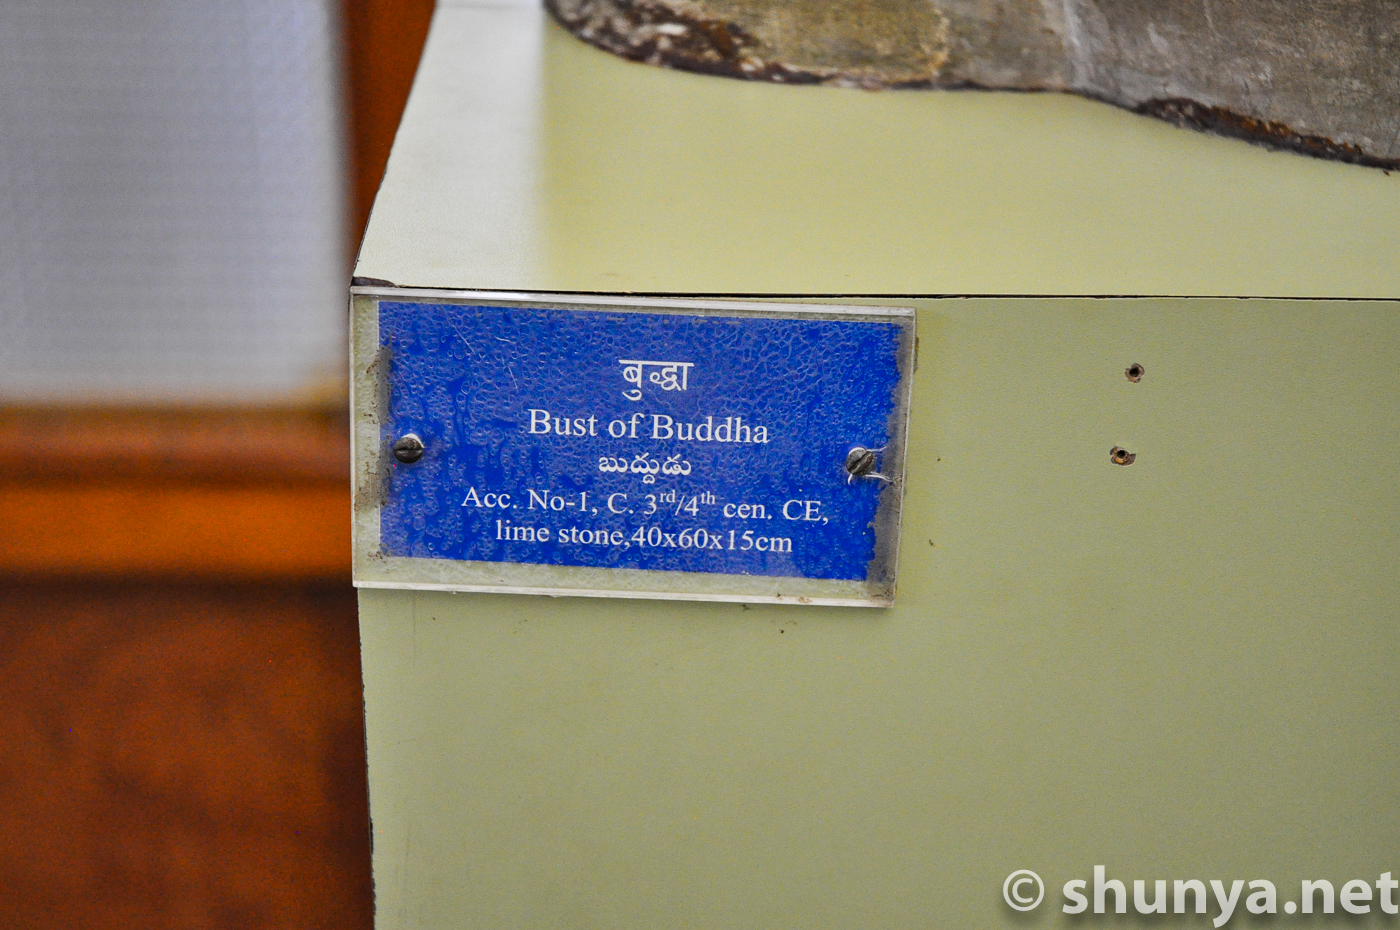 बुद्धा
Bust of Buddha
బుద్దుడు
Acc. No-1, C. 3rd/4th cen. CE,
lime stone,40x60x15cm
© shunya.net